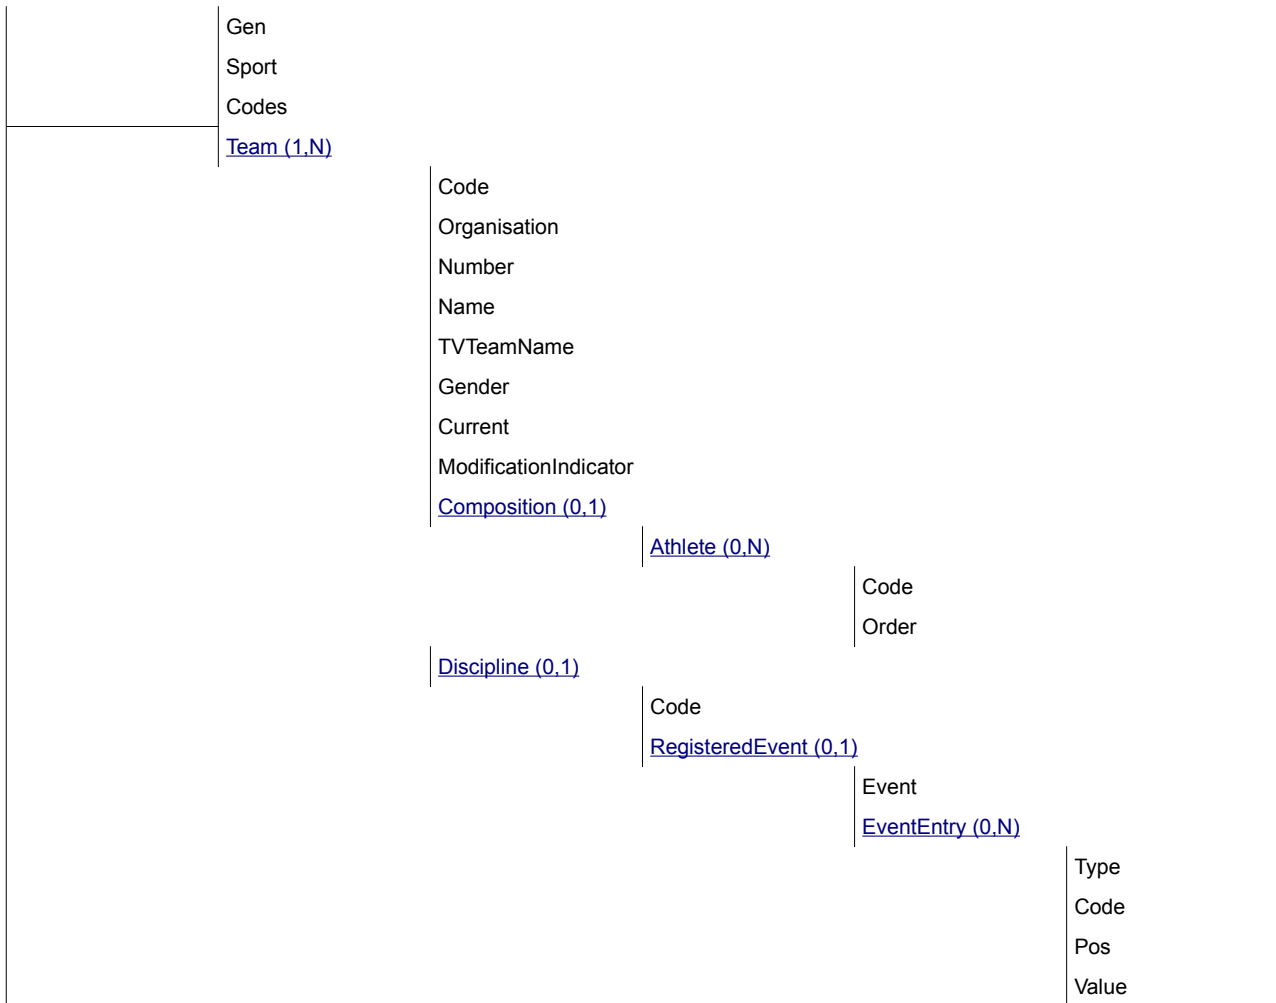 Gen
Sport
Codes
Team (1,N)
Code
Organisation
Number
Name
TVTeamName
Gender
Current
ModificationIndicator
Composition (0,1)
Athlete (0,N)
Code
Order
Discipline (0,1)
Code
RegisteredEvent (0,1)
Event
EventEntry (0,N)
Type
Code
Pos
Value